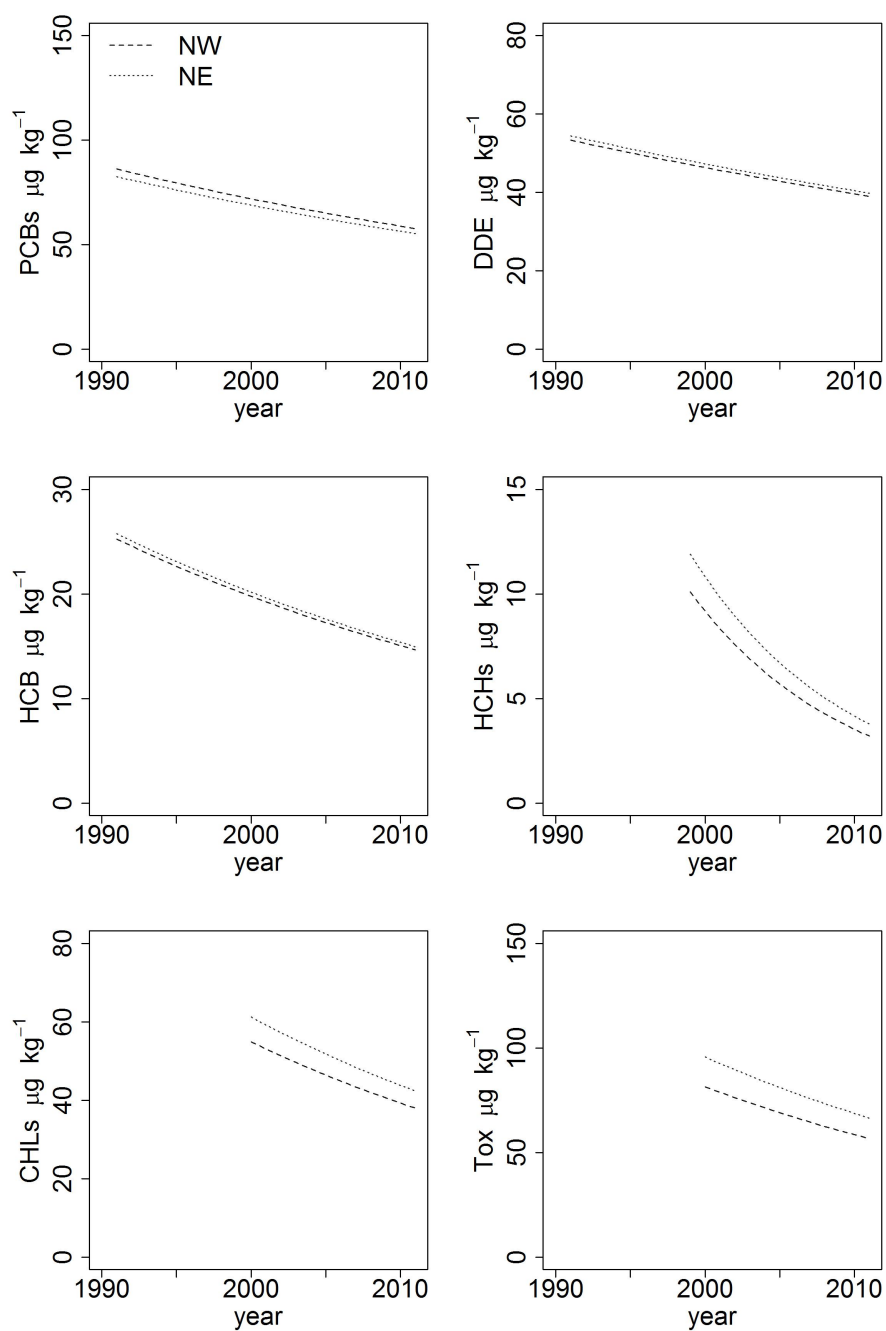 NW
NE
PCBs μg kg⁻¹
150
100
50
0
1990 2000 2010
year
DDE μg kg⁻¹
80
60
40
20
0
1990 2000 2010
year
HCB μg kg⁻¹
30
20
10
0
1990 2000 2010
year
HCHs μg kg⁻¹
15
10
5
0
1990 2000 2010
year
CHLs μg kg⁻¹
80
60
40
20
0
1990 2000 2010
year
Tox μg kg⁻¹
150
100
50
0
1990 2000 2010
year